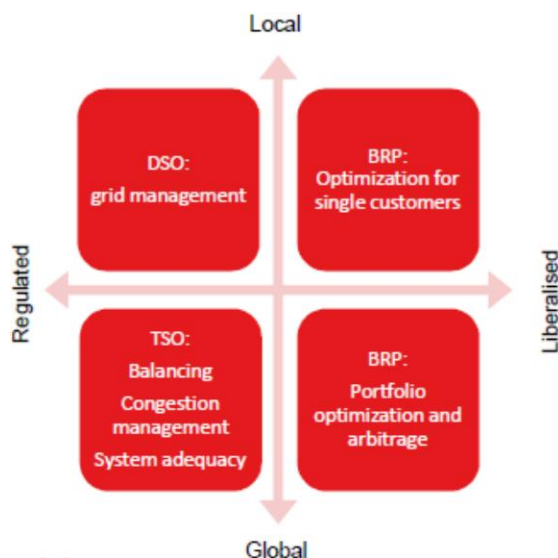 Local
DSO:
grid management
BRP:
Optimization for
single customers
Regulated
Liberalised
TSO:
Balancing
Congestion
management
System adequacy
BRP:
Portfolio
optimization and
arbitrage
Global